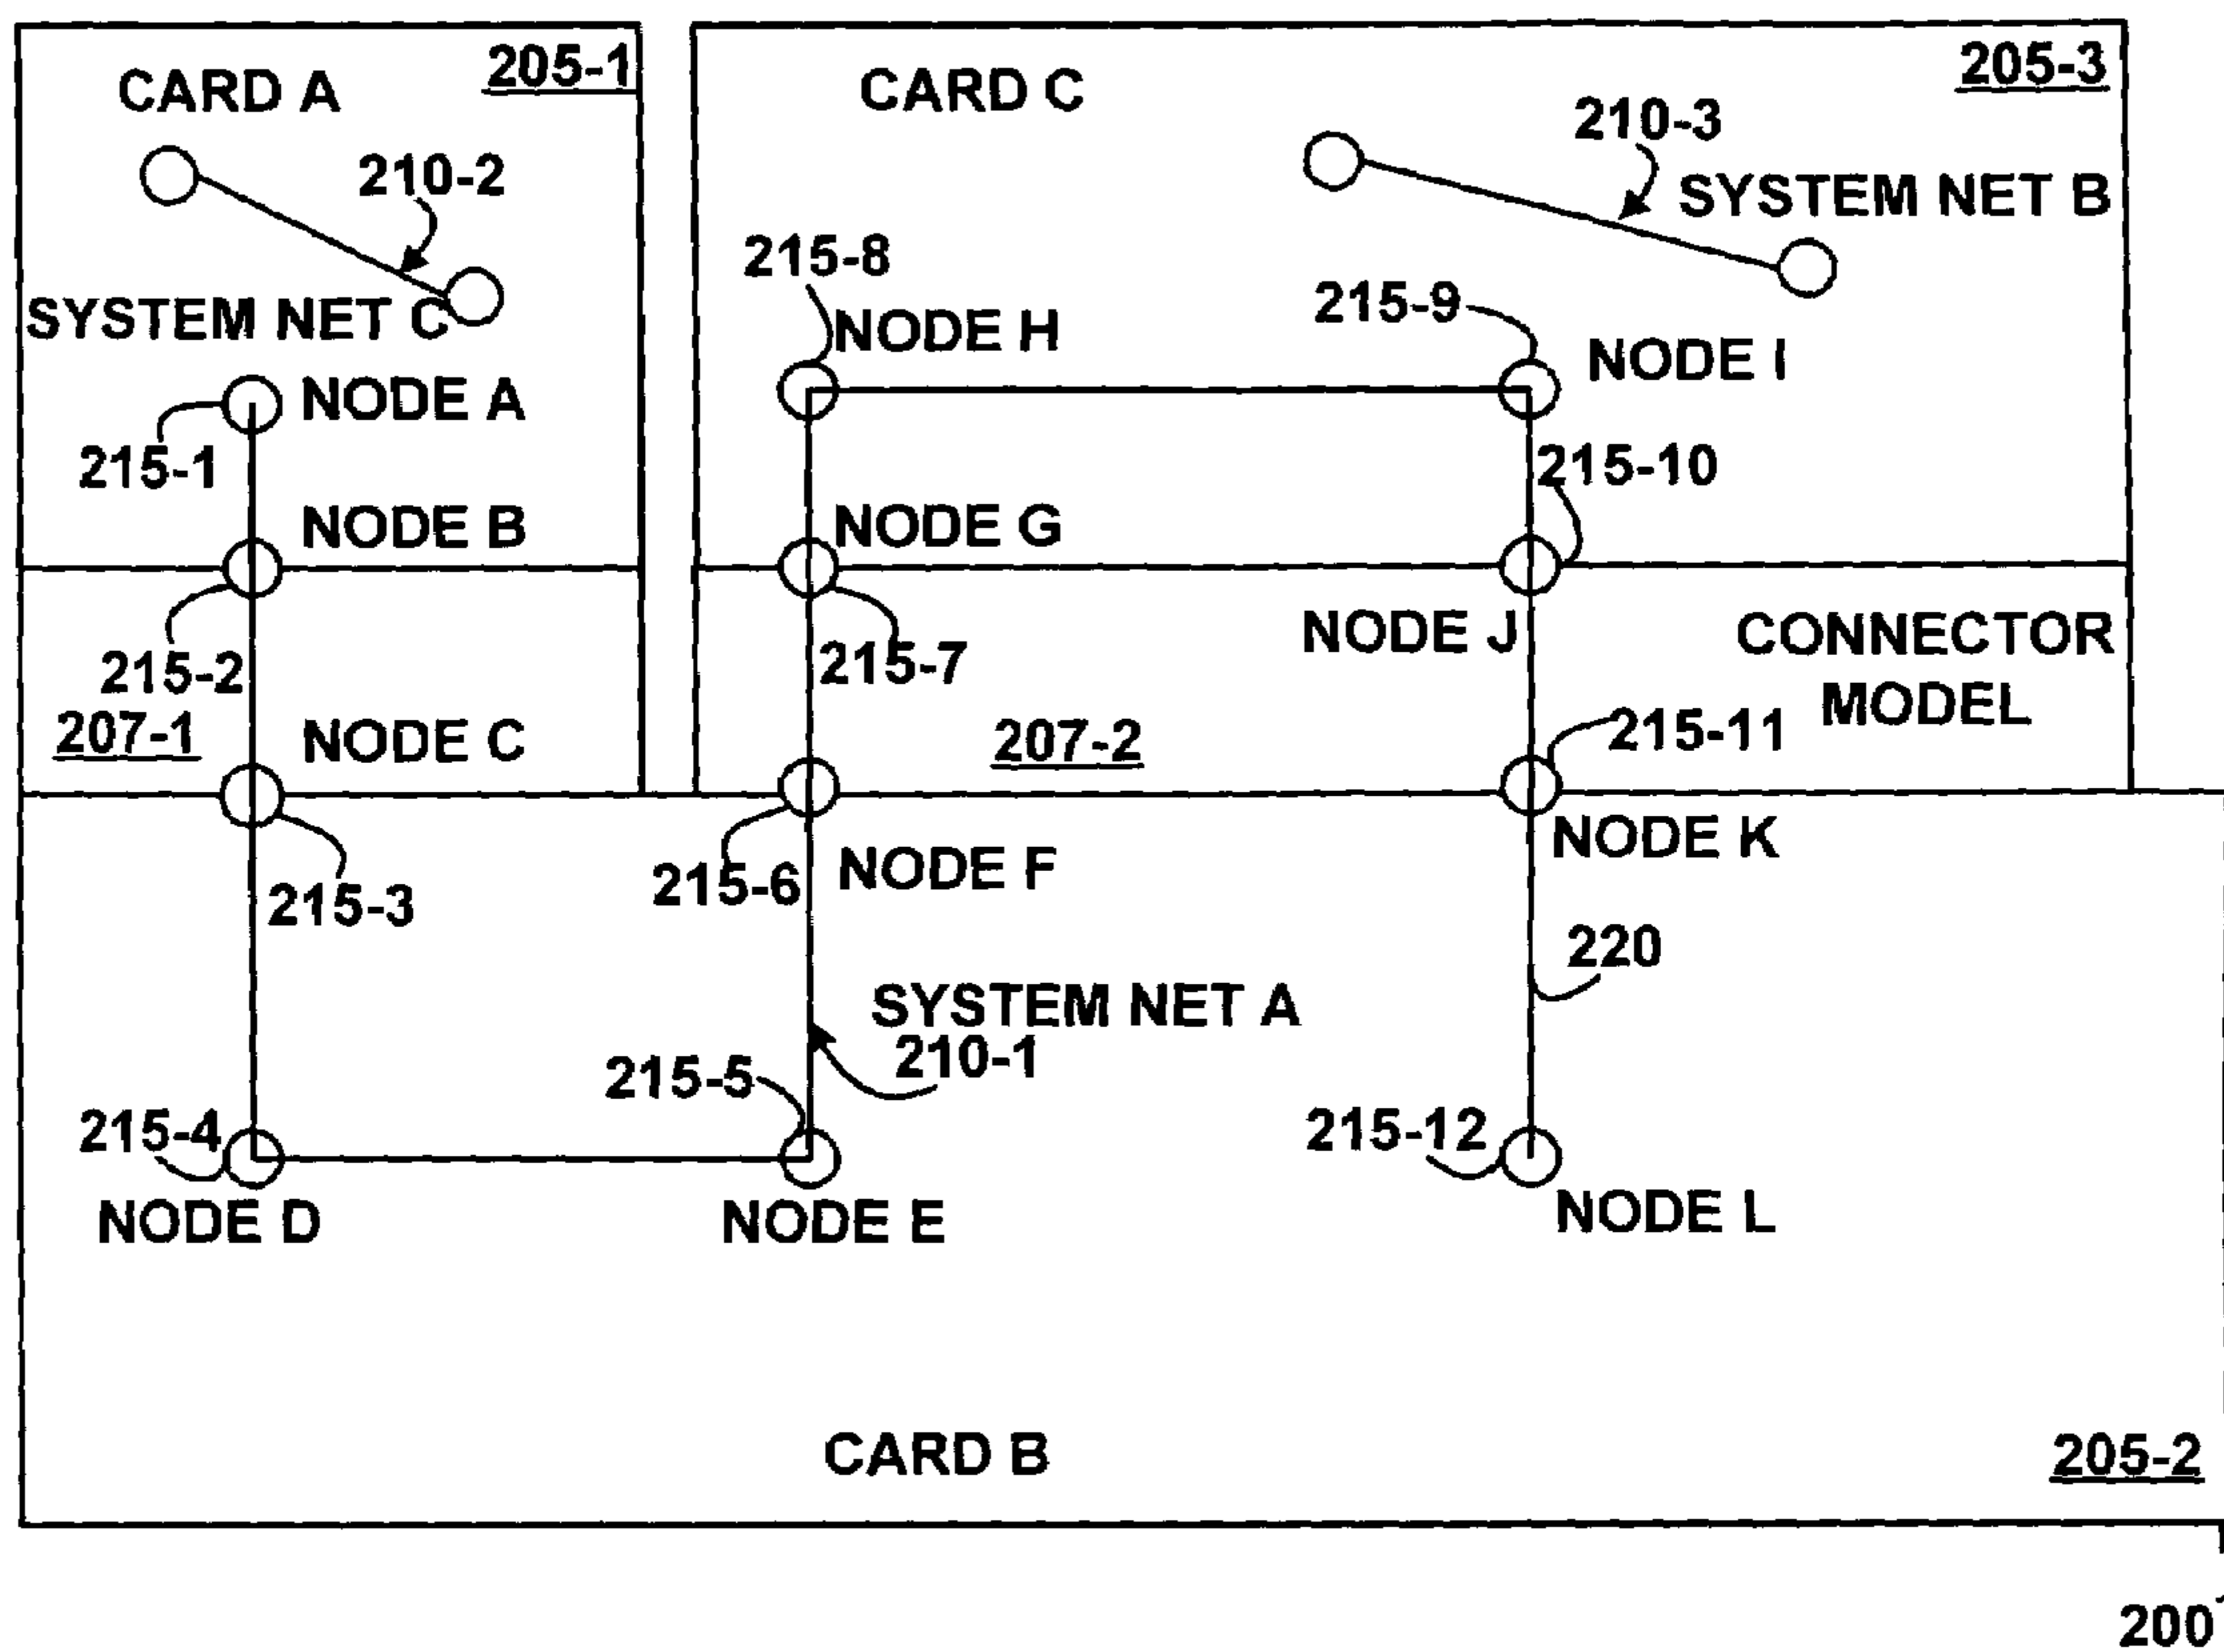 CARD A
205-1
210-2
SYSTEM NET C
NODE A
215-1
NODE B
215-2
207-1
NODE C
215-3
215-4
NODE D
CARD C
205-3
210-3
SYSTEM NET B
215-8
NODE H
215-9
NODE I
215-10
NODE G
215-7
NODE J
CONNECTOR
MODEL
207-2
215-11
NODE K
215-6
NODE F
220
SYSTEM NET A
210-1
215-5
NODE E
215-12
NODE L
CARD B
205-2
200